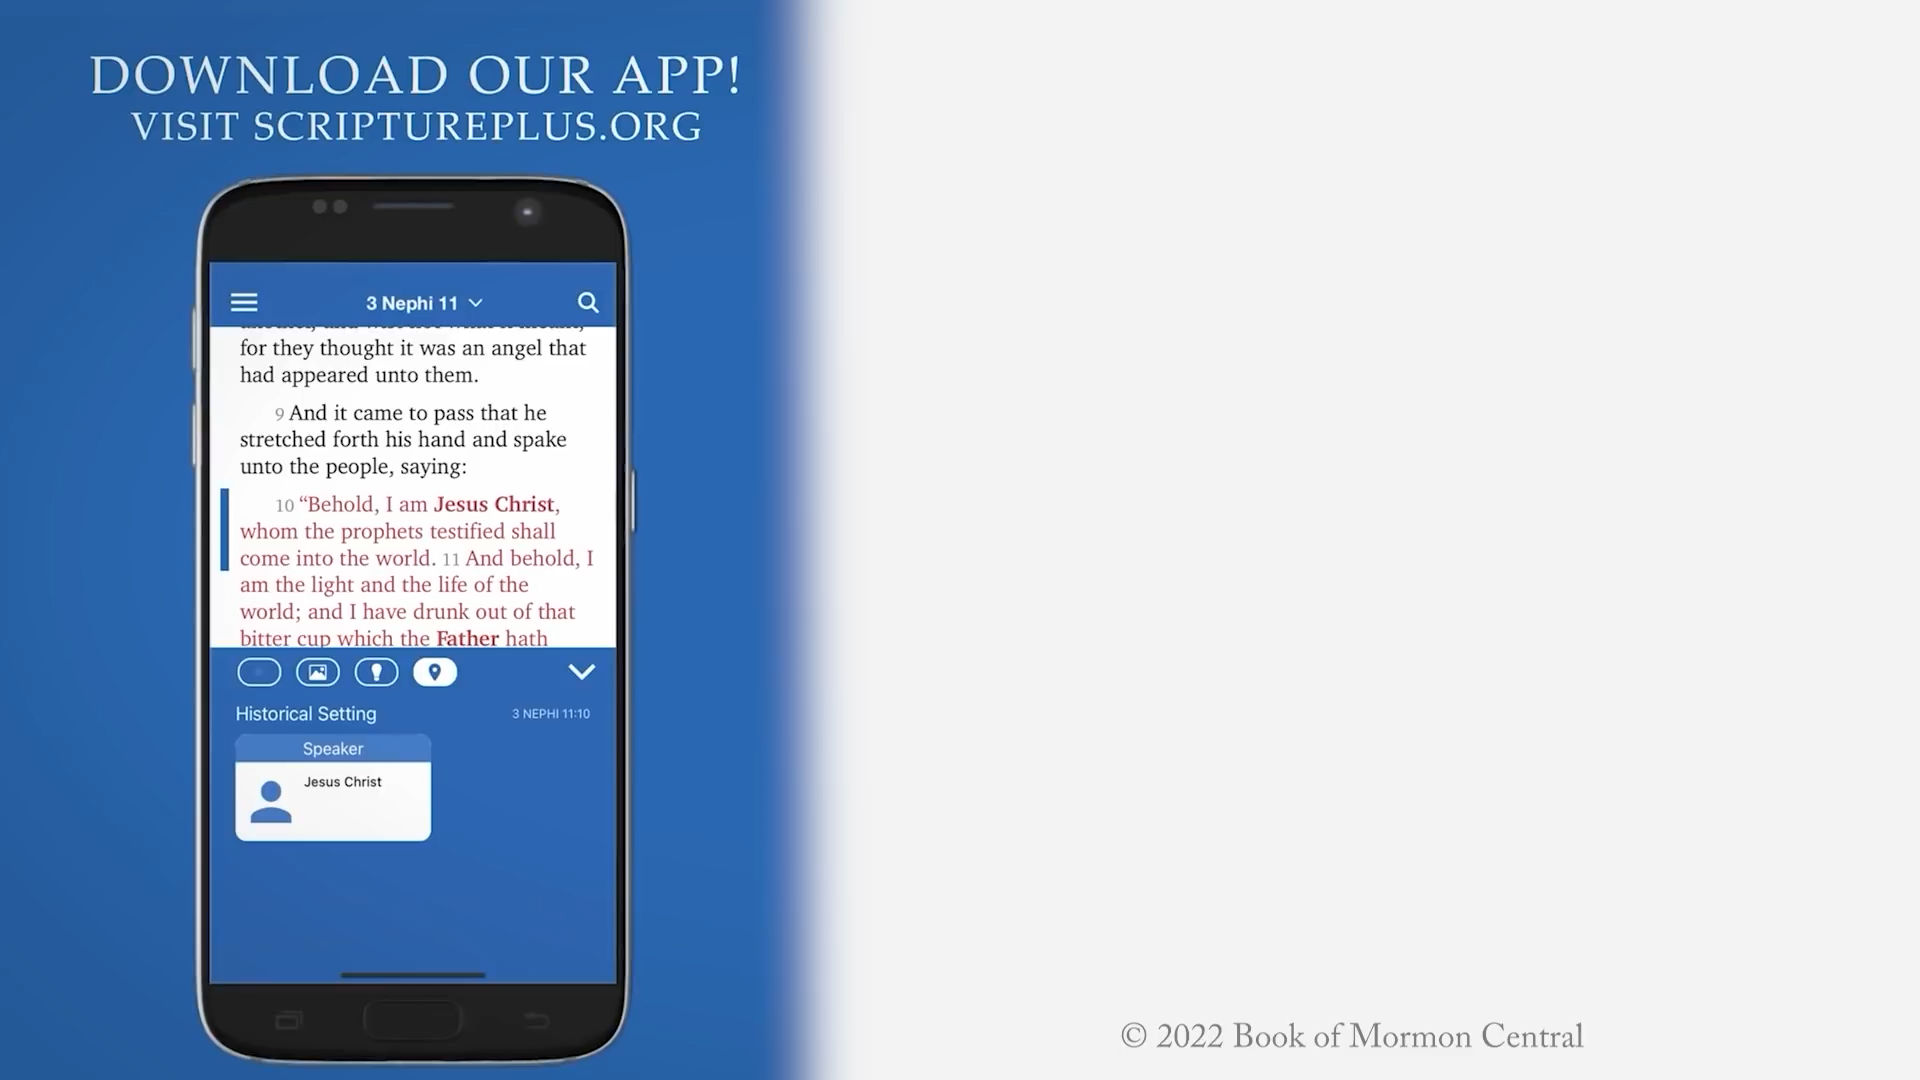 DOWNLOAD OUR APP!
VISIT SCRIPTUREPLUS.ORG
3 Nephi 11
for they thought it was an angel that
had appeared unto them.
9 And it came to pass that he
stretched forth his hand and spake
unto the people, saying:
10 “Behold, I am Jesus Christ,
whom the prophets testified shall
come into the world. 11 And behold, I
am the light and the life of the
world; and I have drunk out of that
bitter cup which the Father hath
Historical Setting
3 NEPHI 11:10
Speaker
Jesus Christ
© 2022 Book of Mormon Central